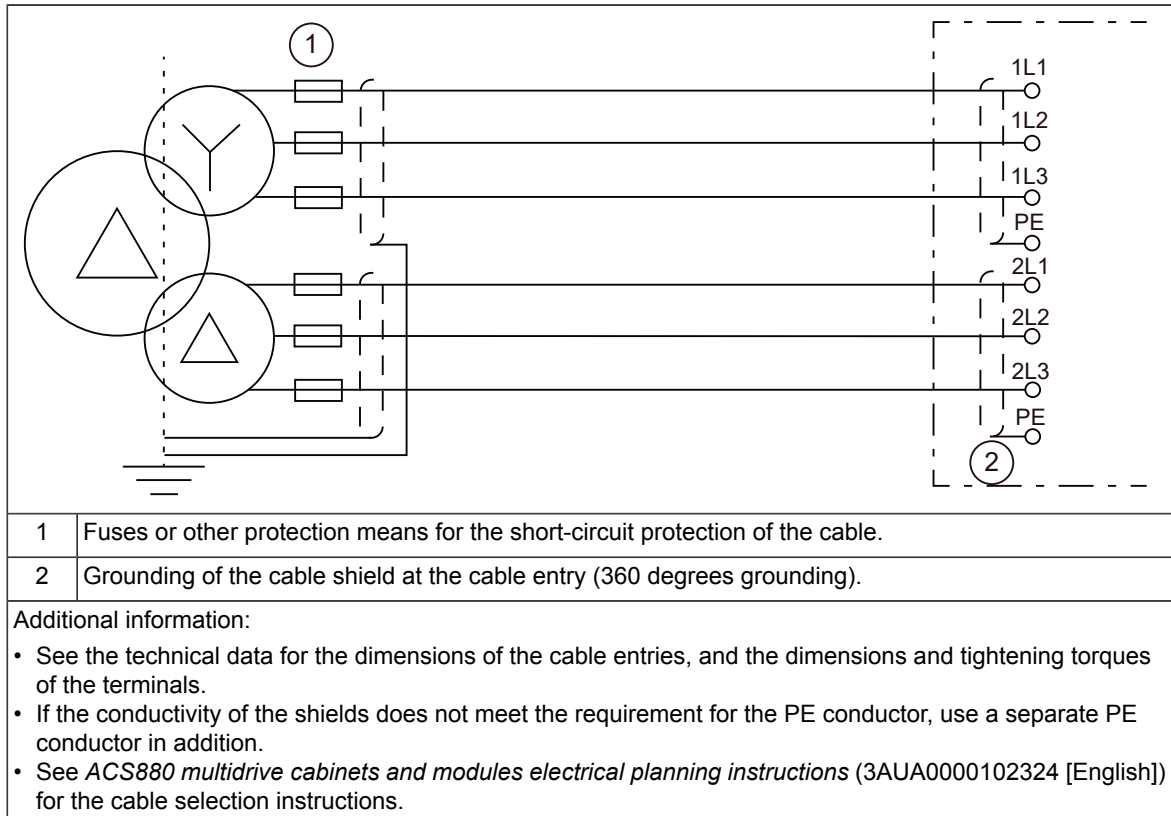 1
1L1
1L2
1L3
PE
2L1
2L2
2L3
PE
2
1 Fuses or other protection means for the short-circuit protection of the cable.
2 Grounding of the cable shield at the cable entry (360 degrees grounding).
Additional information:
• See the technical data for the dimensions of the cable entries, and the dimensions and tightening torques
of the terminals.
• If the conductivity of the shields does not meet the requirement for the PE conductor, use a separate PE
conductor in addition.
• See ACS880 multidrive cabinets and modules electrical planning instructions (3AUA0000102324 [English])
for the cable selection instructions.